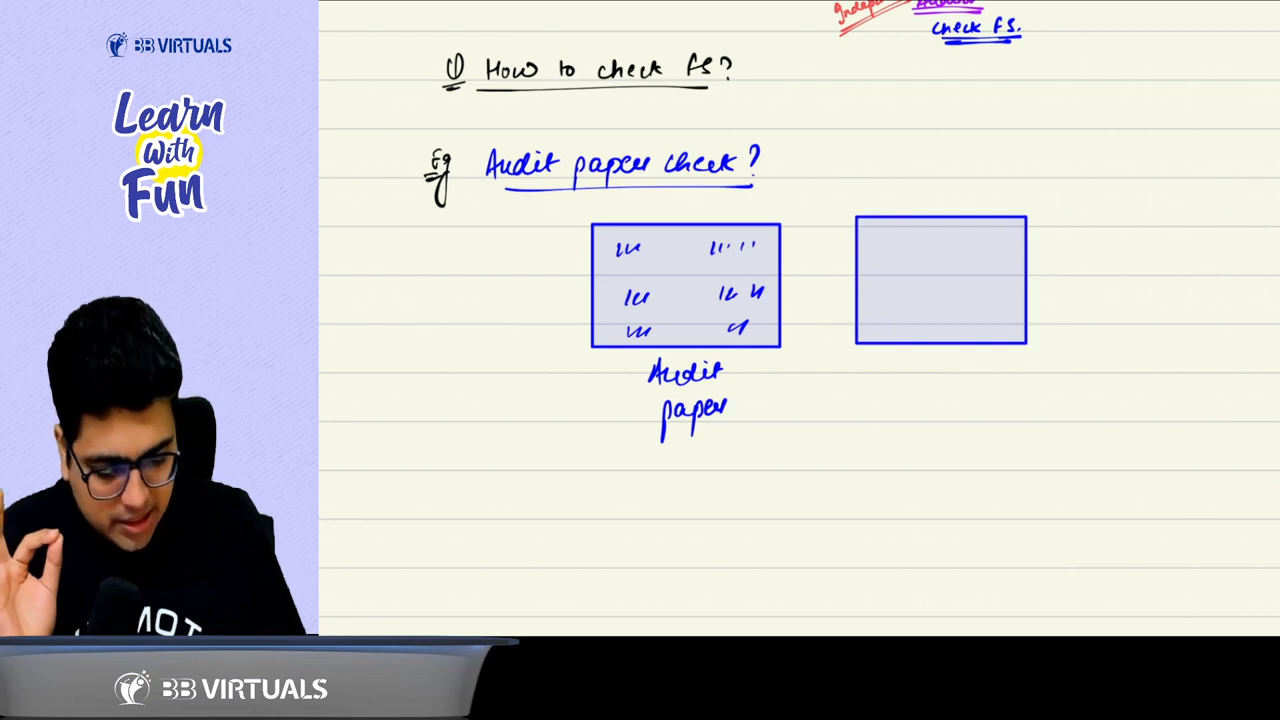 BB VIRTUALS
Learn
With
Fun
check FS.
Q How to check FS?
Eg Audit paper check?
Audit
paper
NOT
BB VIRTUALS